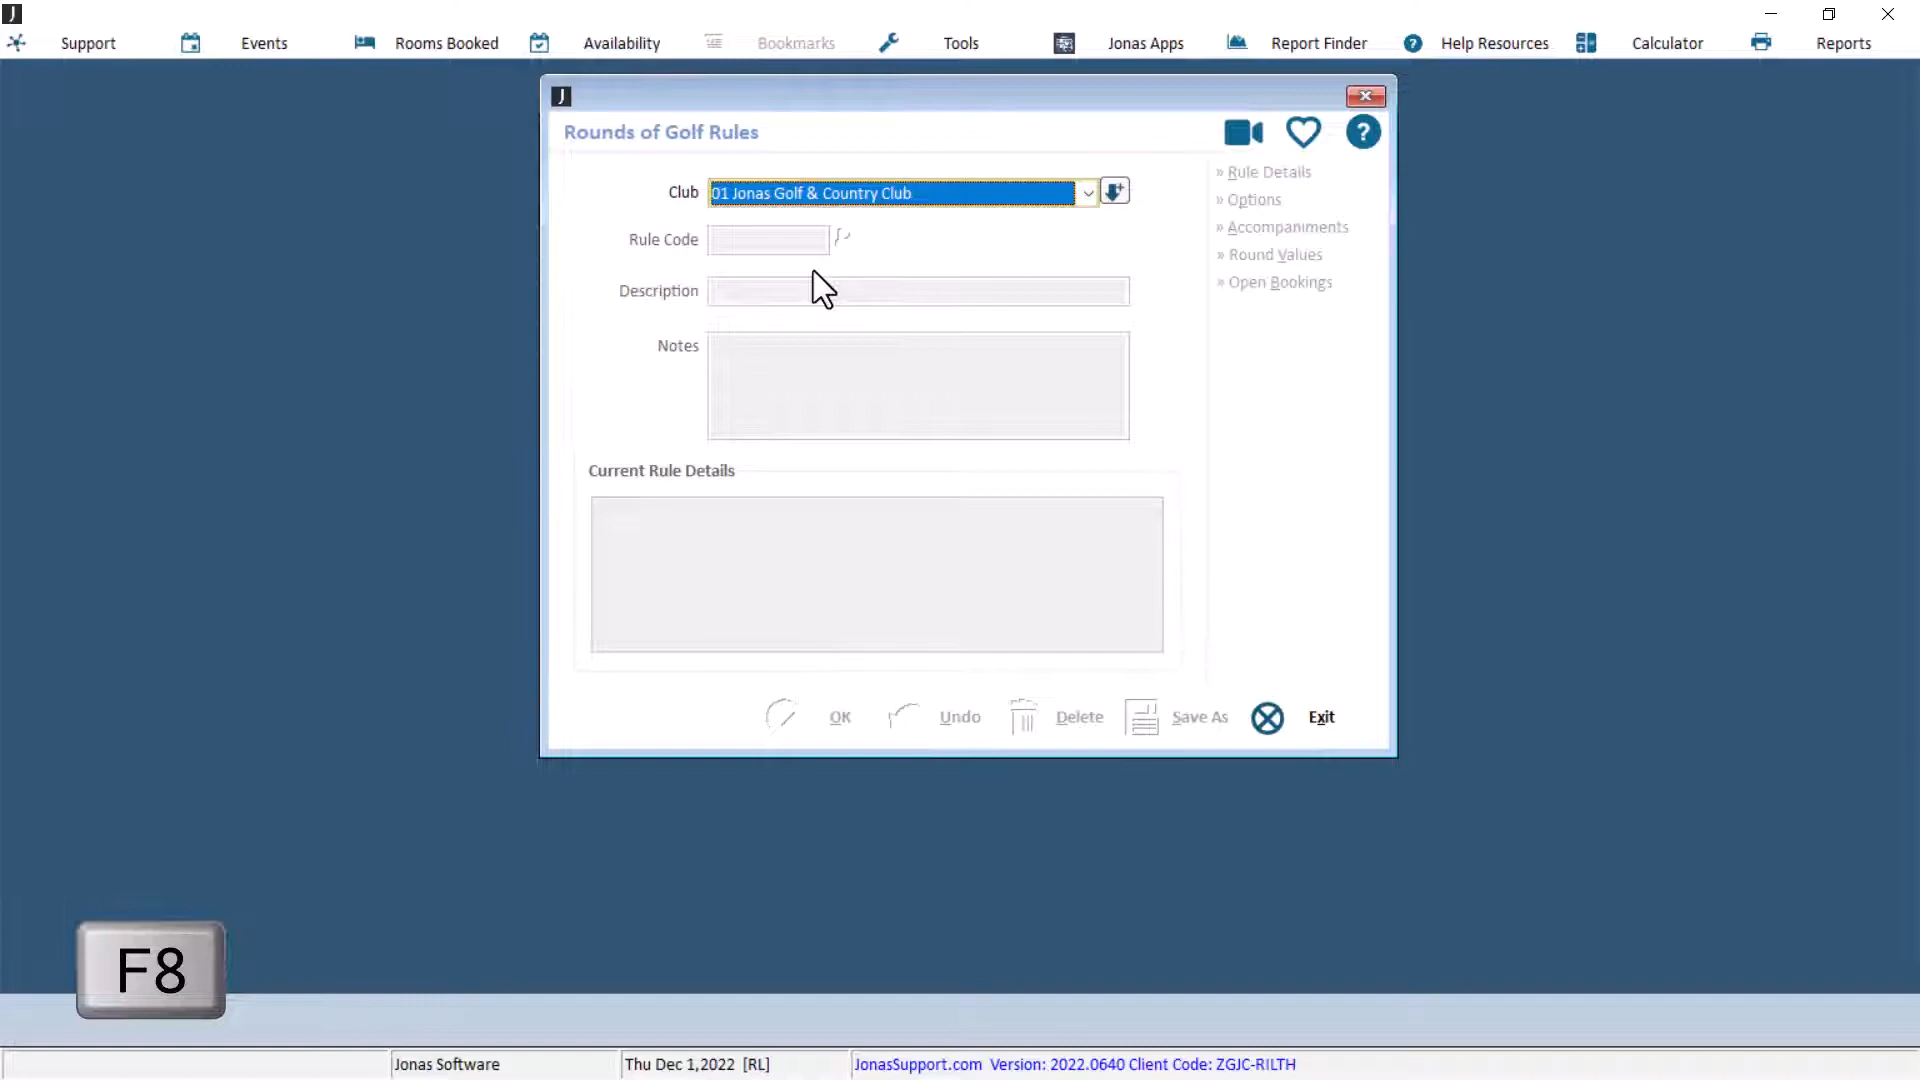 J
Support Events Rooms Booked Availability Bookmarks Tools Jonas Apps Report Finder Help Resources Calculator Reports
J
Rounds of Golf Rules
Club 01 Jonas Golf & Country Club
Rule Code
Description
Notes
Current Rule Details
» Rule Details
» Options
» Accompaniments
» Round Values
» Open Bookings
OK Undo Delete Save As Exit
F8
Jonas Software Thu Dec 1,2022 [RL] JonasSupport.com Version: 2022.0640 Client Code: ZGJC-RILTH